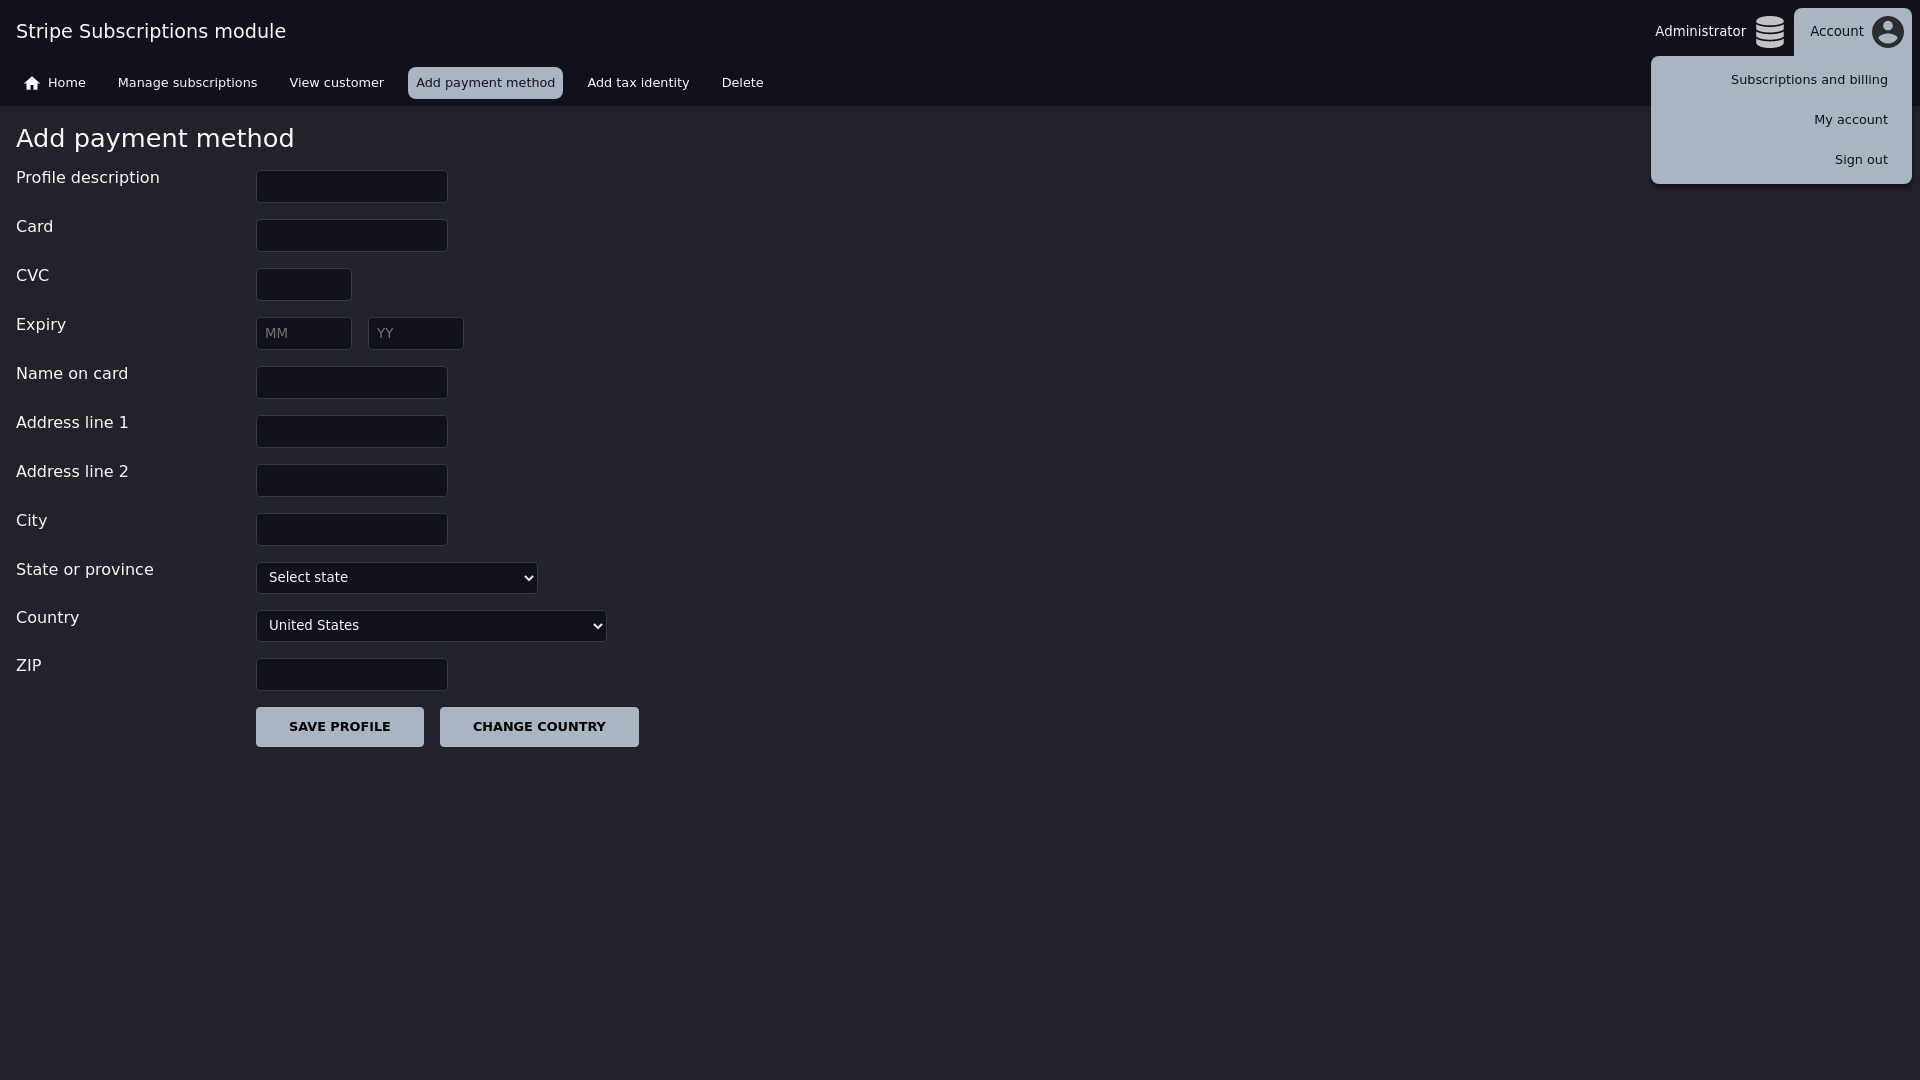 Stripe Subscriptions module
Administrator
Account
Home
Manage subscriptions
View customer
Add payment method
Add tax identity
Delete
Subscriptions and billing
My account
Sign out
Add payment method
Profile description
Card
CVC
Expiry
MM
YY
Name on card
Address line 1
Address line 2
City
State or province
Select state
Country
United States
ZIP
SAVE PROFILE
CHANGE COUNTRY